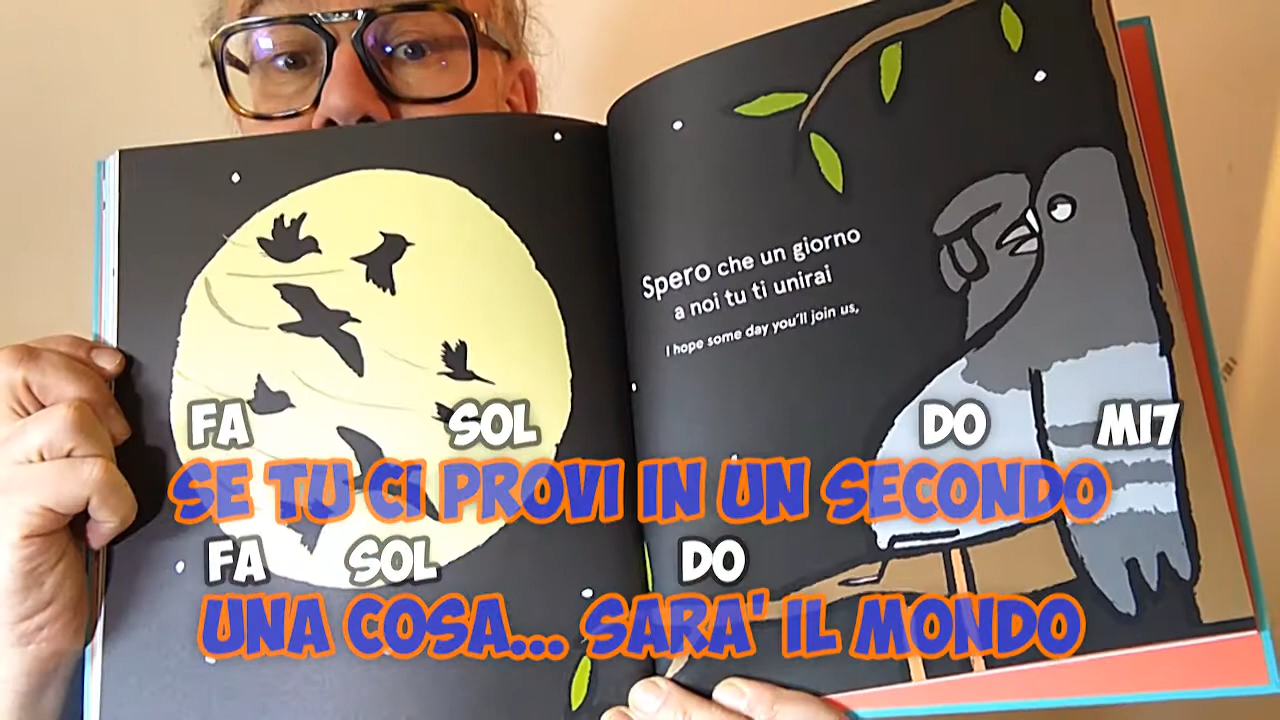 Spero che un giorno
a noi tu ti unirai
I hope some day you'll join us,
FA SOL DO MI7
SE TU CI PROVI IN UN SECONDO
FA SOL DO
UNA COSA... SARA' IL MONDO